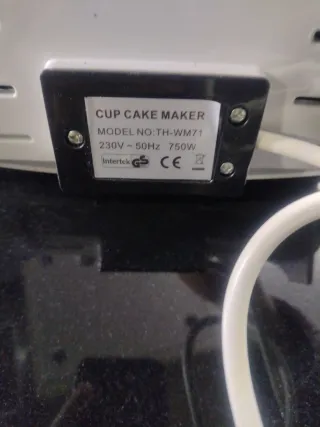 CUP CAKE MAKER
MODEL NO:TH-WM71
230V ~ 50Hz 750W
Intertek GS CE